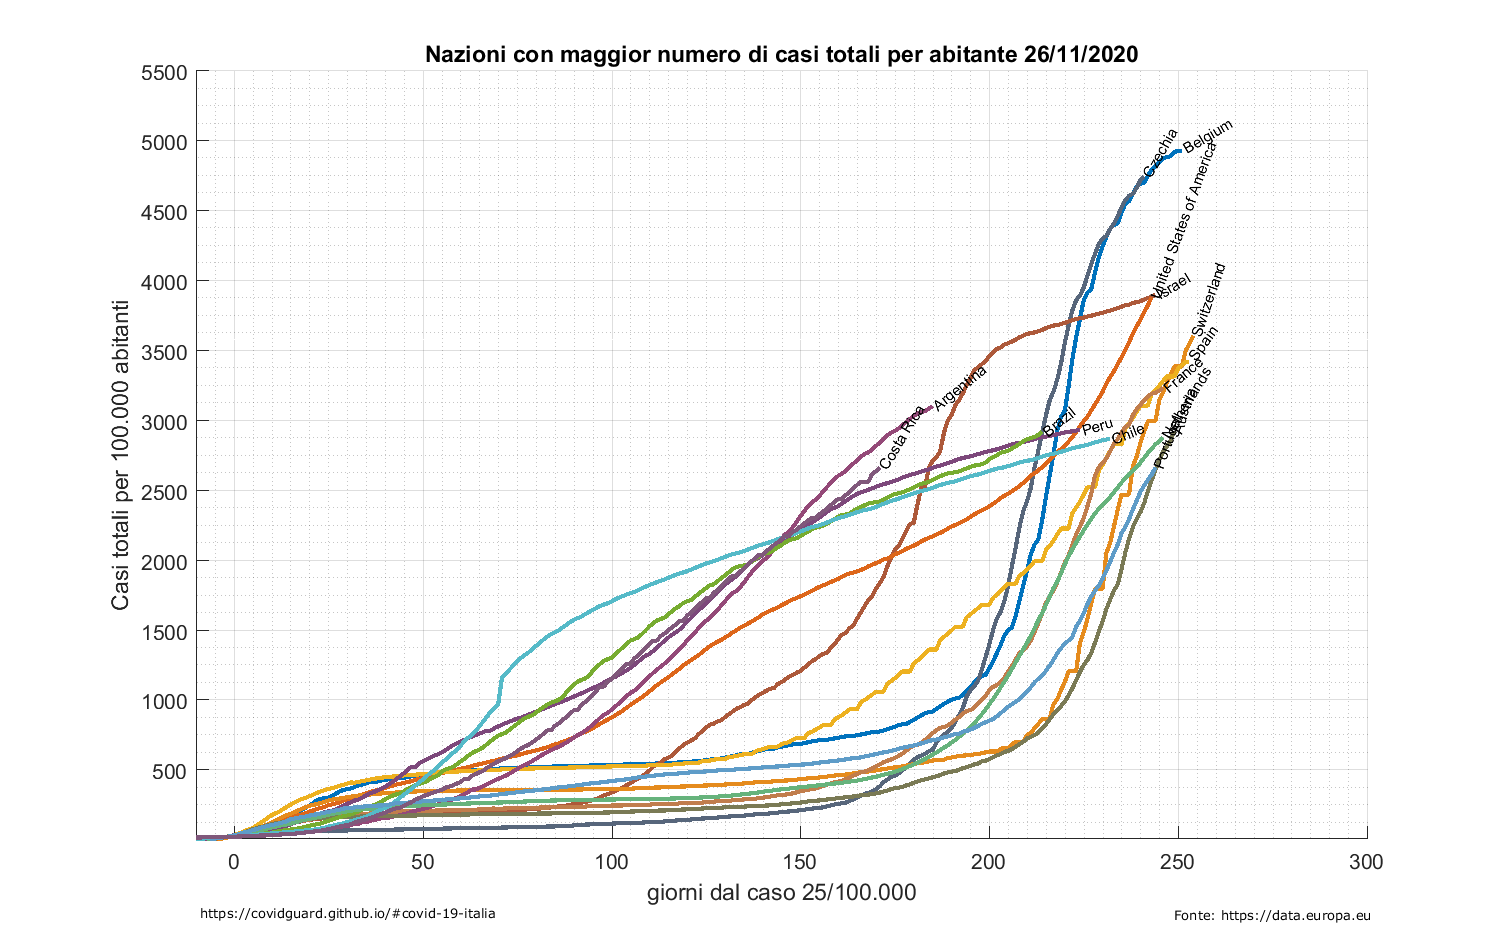 Nazioni con maggior numero di casi totali per abitante 26/11/2020
Casi totali per 100.000 abitanti
5500
5000
4500
4000
3500
3000
2500
2000
1500
1000
500
Czechia
Belgium
United States of America
Israel
Switzerland
Spain
France
Argentina
Costa Rica
Brazil
Peru
Chile
0
50
100
150
200
250
300
giorni dal caso 25/100.000
https://covidguard.github.io/#covid-19-italia
Fonte: https://data.europa.eu